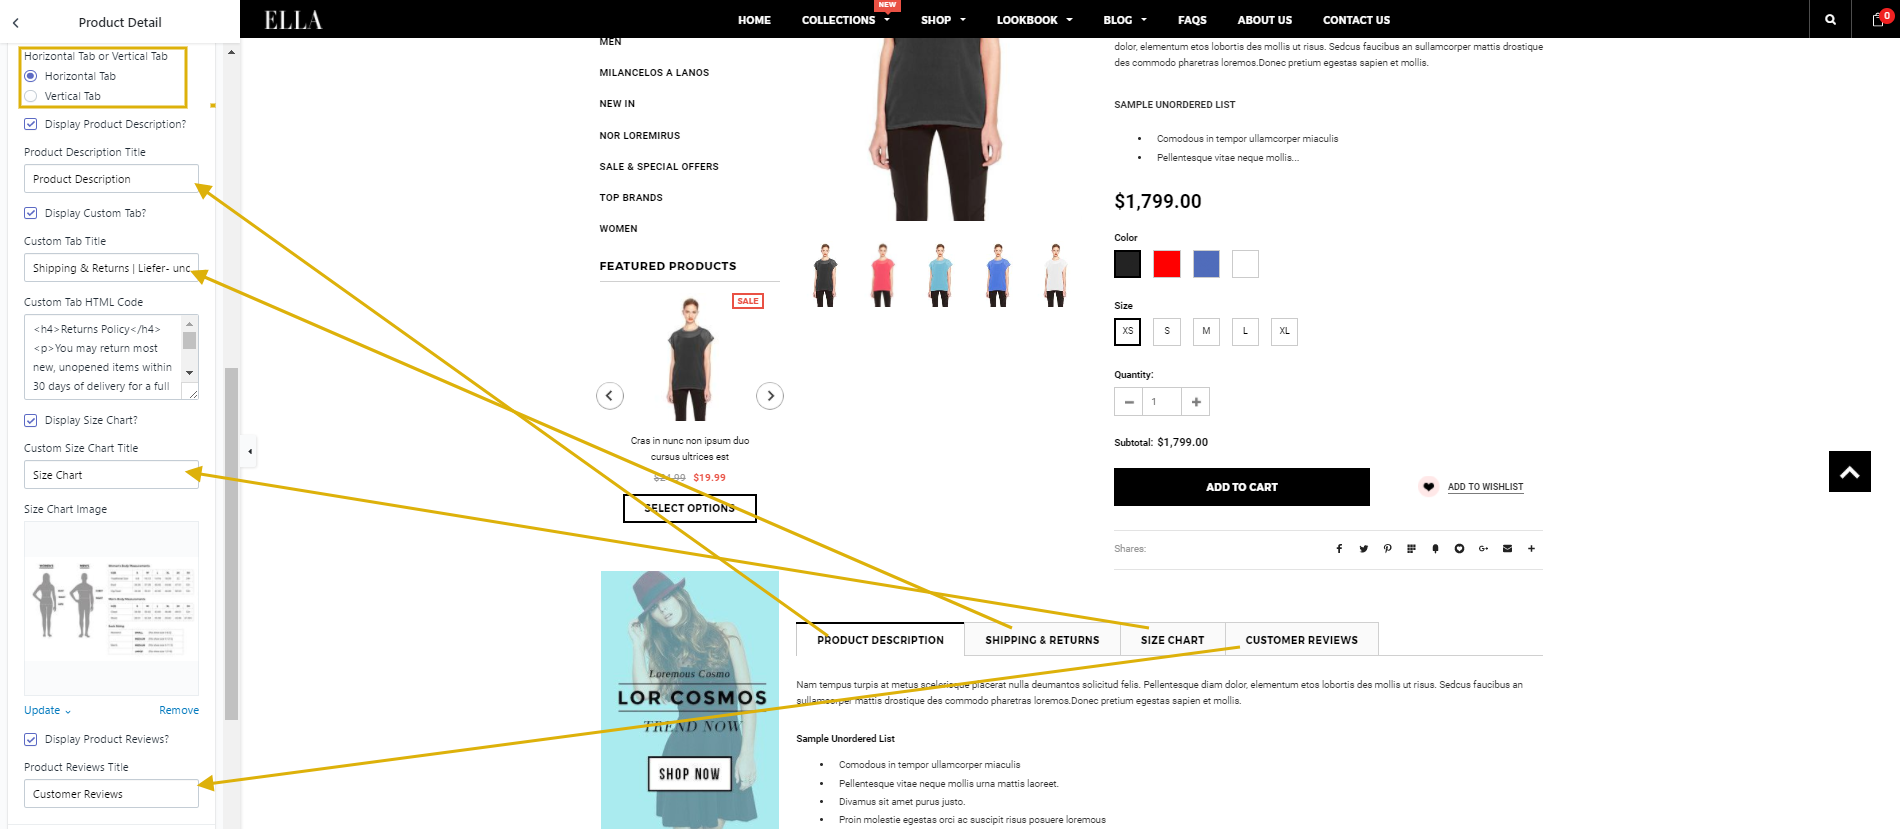 Product Detail
Horizontal Tab or Vertical Tab
Horizontal Tab
Vertical Tab
Display Product Description?
Product Description Title
Product Description
Display Custom Tab?
Custom Tab Title
Shipping & Returns | Liefer- unc
Custom Tab HTML Code
<h4>Returns Policy</h4>
<p>You may return most
new, unopened items within
30 days of delivery for a full
Display Size Chart?
Custom Size Chart Title
Size Chart
Size Chart Image
Update
Remove
Display Product Reviews?
Product Reviews Title
Customer Reviews
ELLA
HOME
COLLECTIONS
NEW
SHOP
LOOKBOOK
BLOG
FAQS
ABOUT US
CONTACT US
0
MEN
MILANCELOS A LANOS
NEW IN
NOR LOREMIRUS
SALE & SPECIAL OFFERS
TOP BRANDS
WOMEN
FEATURED PRODUCTS
SALE
Cras in nunc non ipsum duo
cursus ultrices est
$24.99 $19.99
SELECT OPTIONS
Loremous Cosmo
LOR COSMOS
TREND NOW
SHOP NOW
dolor, elementum etos lobortis des mollis ut risus. Sedcus faucibus an sullamcorper mattis drostique
des commodo pharetras loremos.Donec pretium egestas sapien et mollis.
SAMPLE UNORDERED LIST
• Comodous in tempor ullamcorper miaculis
• Pellentesque vitae neque mollis...
$1,799.00
Color
Size
XS S M L XL
Quantity:
− 1 +
Subtotal: $1,799.00
ADD TO CART
ADD TO WISHLIST
Shares:
PRODUCT DESCRIPTION
SHIPPING & RETURNS
SIZE CHART
CUSTOMER REVIEWS
Nam tempus turpis at metus scelerisque placerat nulla deumantos solicitud felis. Pellentesque diam dolor, elementum etos lobortis des mollis ut risus. Sedcus faucibus an
sullamcorper mattis drostique des commodo pharetras loremos.Donec pretium egestas sapien et mollis.
Sample Unordered List
• Comodous in tempor ullamcorper miaculis
• Pellentesque vitae neque mollis urna mattis laoreet.
• Divamus sit amet purus justo.
• Proin molestie egestas orci ac suscipit risus posuere loremous